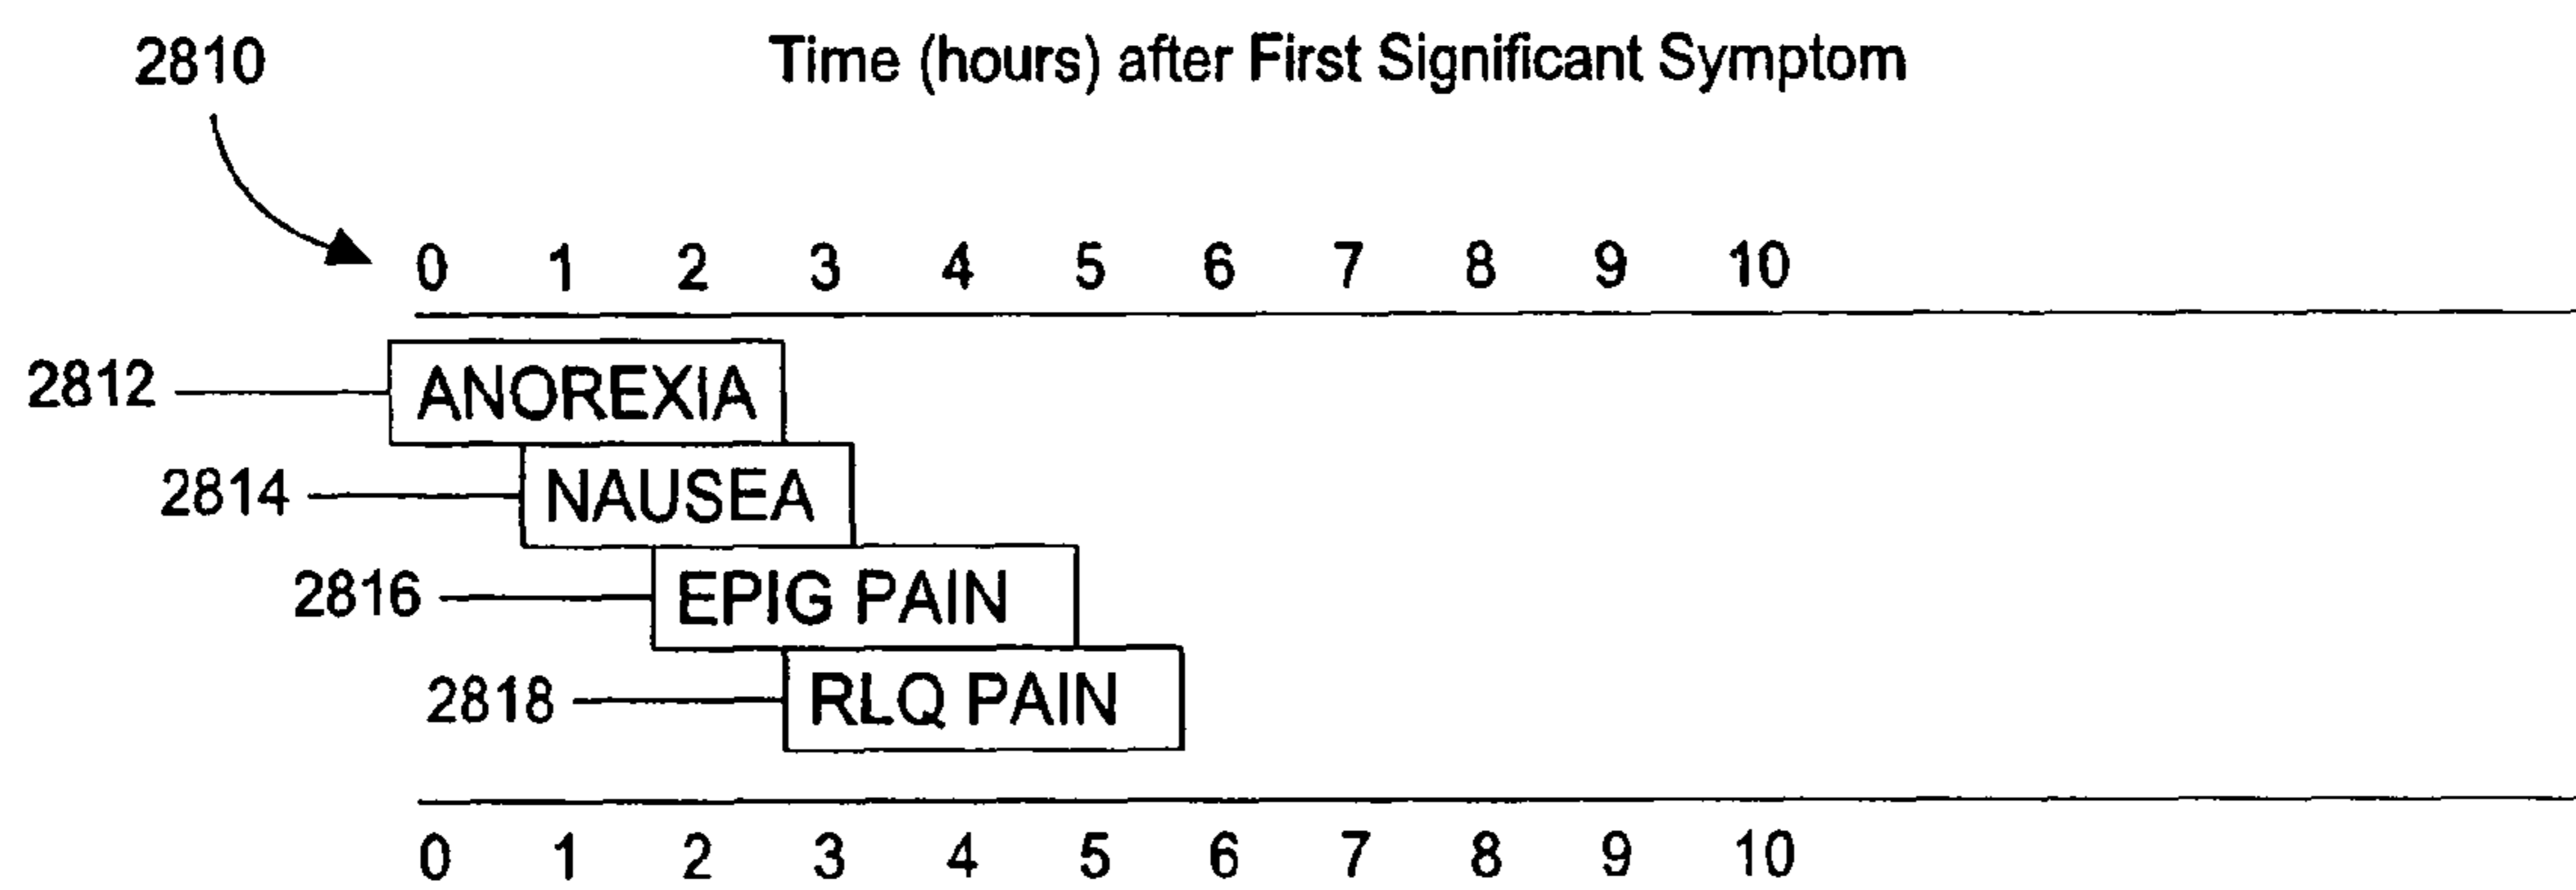 2810 Time (hours) after First Significant Symptom
0 1 2 3 4 5 6 7 8 9 10
2812 ANOREXIA
2814 NAUSEA
2816 EPIG PAIN
2818 RLQ PAIN
0 1 2 3 4 5 6 7 8 9 10